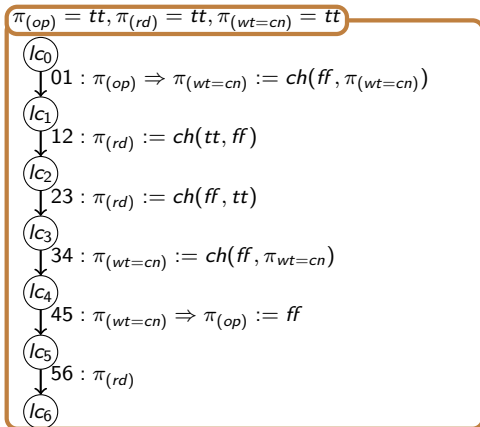 π(op) = tt, π(rd) = tt, π(wt=cn) = tt
lc0
01 : π(op) ⇒ π(wt=cn) := ch(ff, π(wt=cn))
lc1
12 : π(rd) := ch(tt, ff)
lc2
23 : π(rd) := ch(ff, tt)
lc3
34 : π(wt=cn) := ch(ff, πwt=cn)
lc4
45 : π(wt=cn) ⇒ π(op) := ff
lc5
56 : π(rd)
lc6